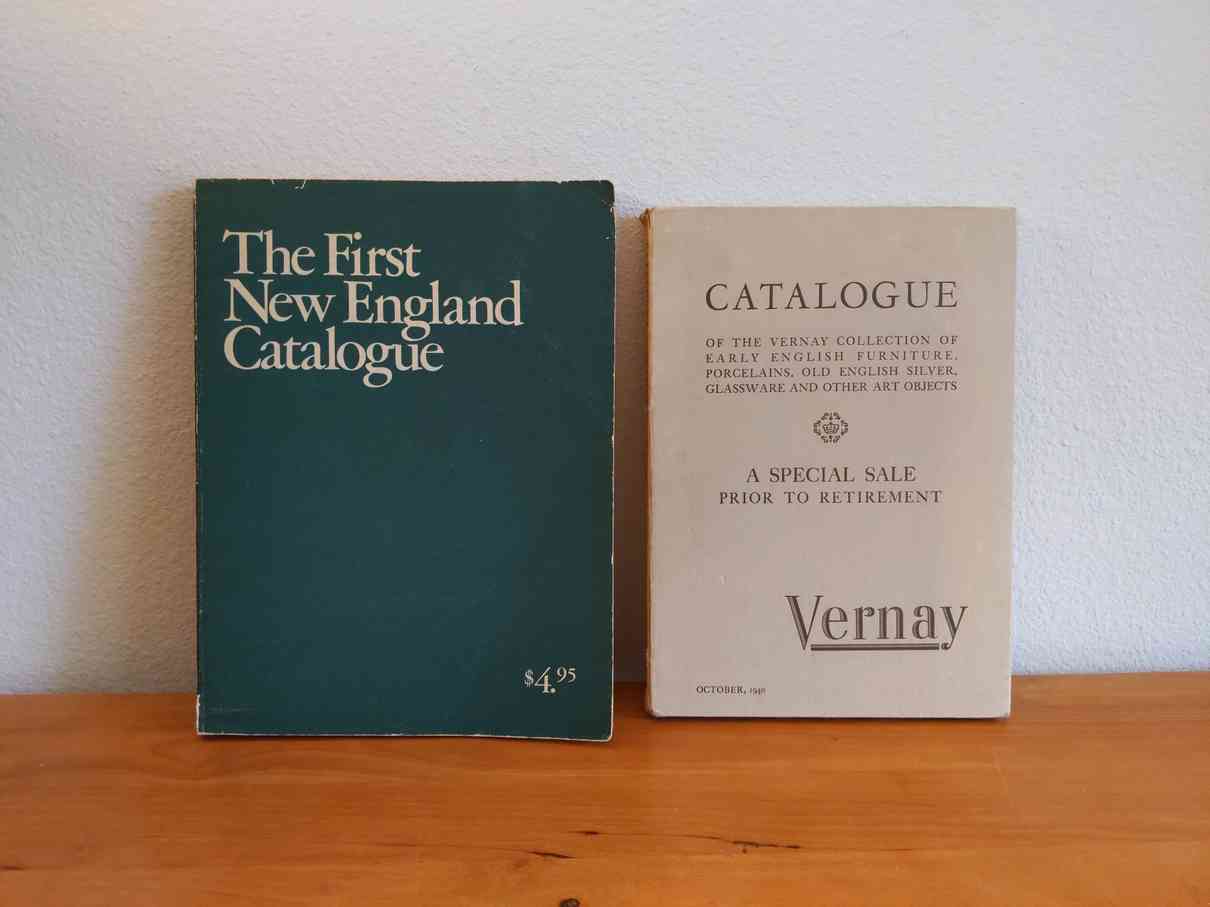 The First
New England
Catalogue
$4.95
CATALOGUE
OF THE VERNAY COLLECTION OF
EARLY ENGLISH FURNITURE,
PORCELAINS, OLD ENGLISH SILVER,
GLASSWARE AND OTHER ART OBJECTS
A SPECIAL SALE
PRIOR TO RETIREMENT
Vernay
OCTOBER, 1940